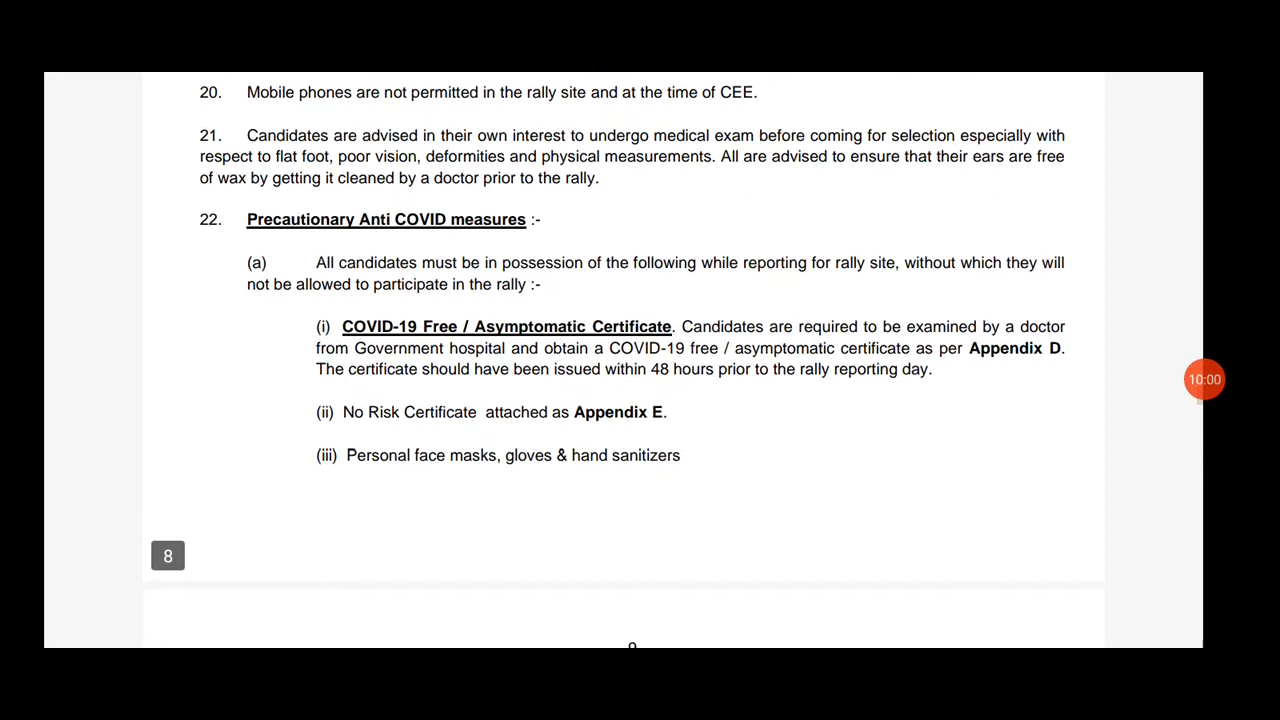 20. Mobile phones are not permitted in the rally site and at the time of CEE.
21. Candidates are advised in their own interest to undergo medical exam before coming for selection especially with
respect to flat foot, poor vision, deformities and physical measurements. All are advised to ensure that their ears are free
of wax by getting it cleaned by a doctor prior to the rally.
22. Precautionary Anti COVID measures :-
(a) All candidates must be in possession of the following while reporting for rally site, without which they will
not be allowed to participate in the rally :-
(i) COVID-19 Free / Asymptomatic Certificate. Candidates are required to be examined by a doctor
from Government hospital and obtain a COVID-19 free / asymptomatic certificate as per Appendix D.
The certificate should have been issued within 48 hours prior to the rally reporting day.
10:00
(ii) No Risk Certificate attached as Appendix E.
(iii) Personal face masks, gloves & hand sanitizers
8